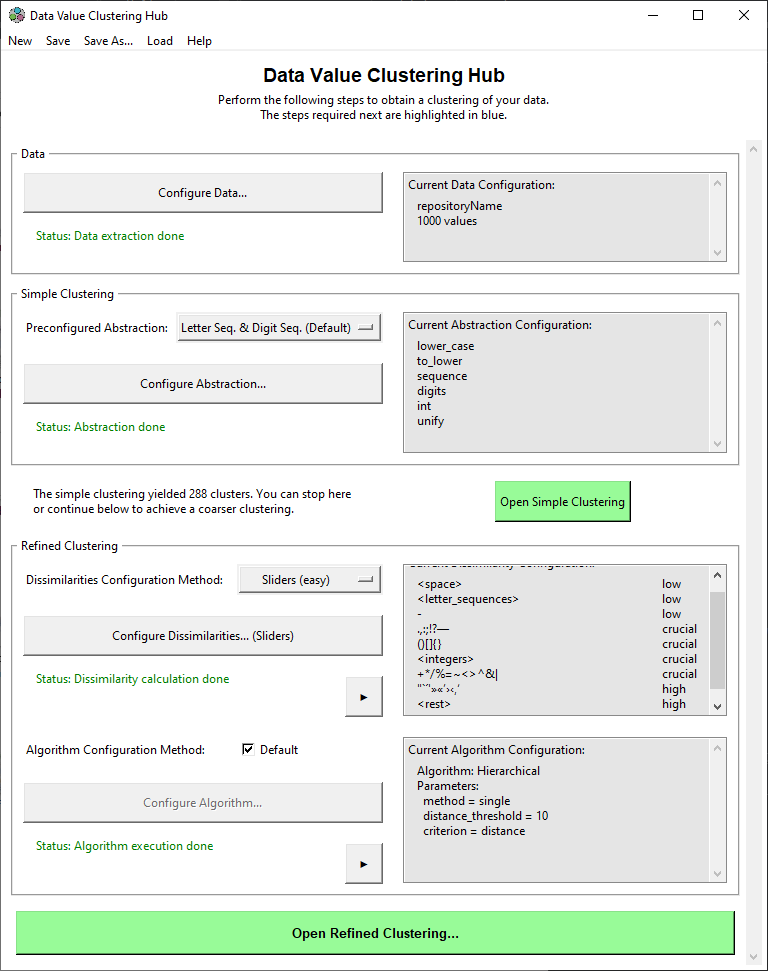 Data Value Clustering Hub
New Save Save As... Load Help
Data Value Clustering Hub
Perform the following steps to obtain a clustering of your data.
The steps required next are highlighted in blue.
Data
Configure Data...
Status: Data extraction done
Current Data Configuration:
repositoryName
1000 values
Simple Clustering
Preconfigured Abstraction: Letter Seq. & Digit Seq. (Default)
Configure Abstraction...
Status: Abstraction done
Current Abstraction Configuration:
lower_case
to_lower
sequence
digits
int
unify
The simple clustering yielded 288 clusters. You can stop here
or continue below to achieve a coarser clustering.
Open Simple Clustering
Refined Clustering
Dissimilarities Configuration Method: Sliders (easy)
Configure Dissimilarities... (Sliders)
Status: Dissimilarity calculation done
►
Current Dissimilarity Configuration:
<space> low
<letter_sequences> low
- low
.,:;!?— crucial
()[]{} crucial
<integers> crucial
+*/%=~<>^&| crucial
high
<rest> high
Algorithm Configuration Method: Default
Configure Algorithm...
Status: Algorithm execution done
►
Current Algorithm Configuration:
Algorithm: Hierarchical
Parameters:
method = single
distance_threshold = 10
criterion = distance
Open Refined Clustering...